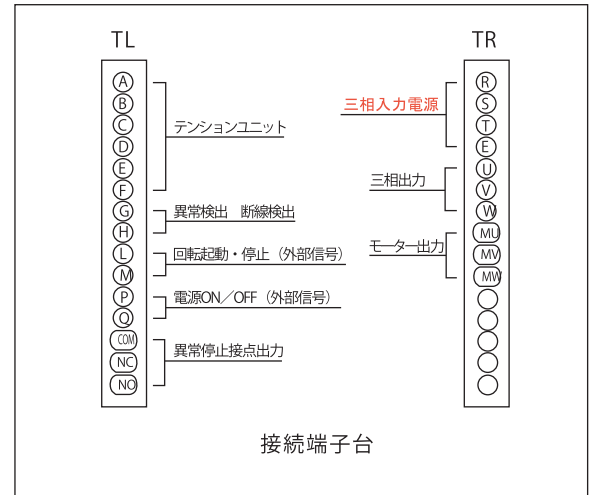 TL
A
B
C
D
E
F
G
H
L
M
P
Q
COM
NC
NO
テンションユニット
異常検出 断線検出
回転起動・停止（外部信号）
電源ON／OFF（外部信号）
異常停止接点出力
TR
三相入力電源
三相出力
モーター出力
R
S
T
E
U
V
W
MU
MV
MW
接続端子台